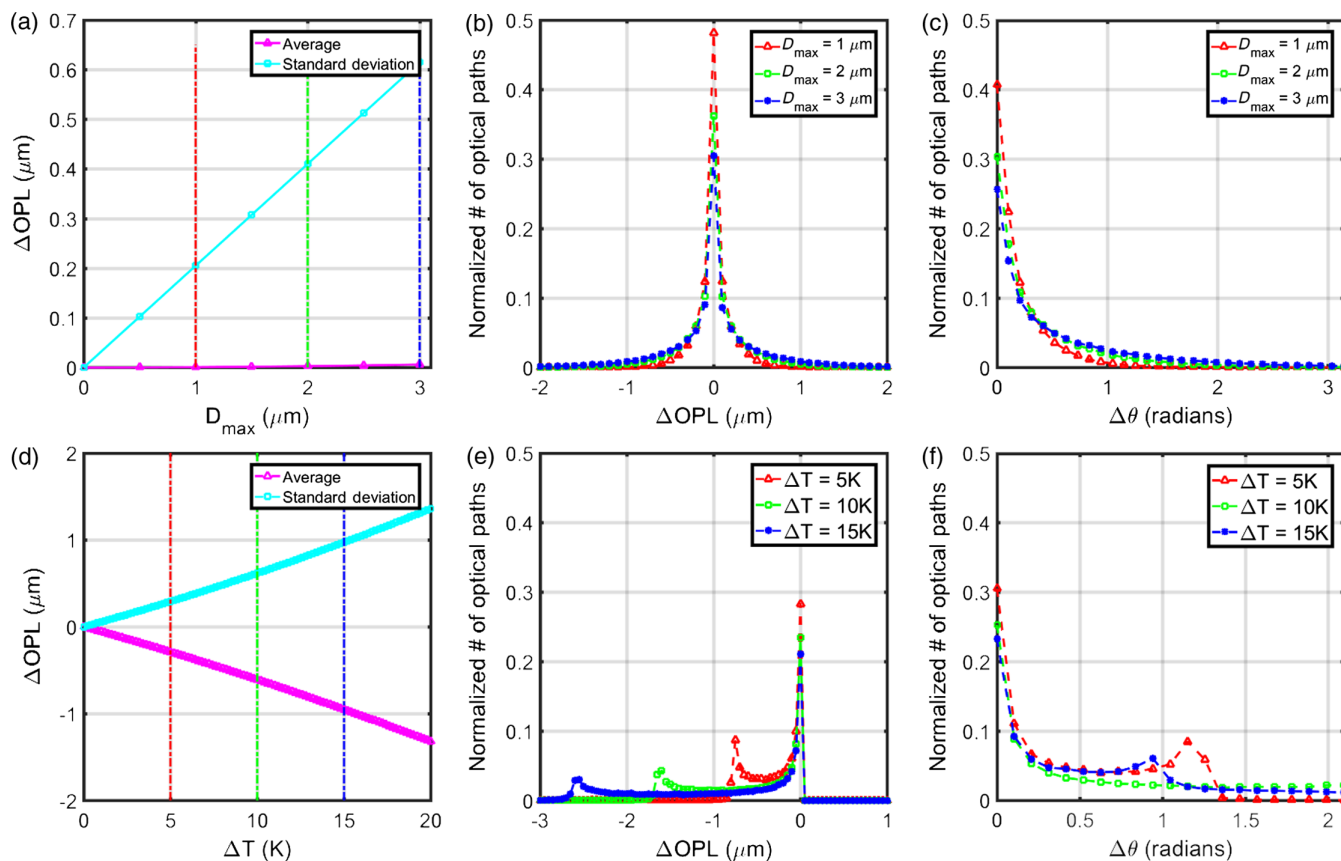 (a)
0.7
0.6
0.5
0.4
0.3
0.2
0.1
0
0 1 2 3
ΔOPL (μm)
D_max (μm)
Average
Standard deviation
(b)
0.5
0.4
0.3
0.2
0.1
0
-2 -1 0 1 2
Normalized # of optical paths
ΔOPL (μm)
D_max = 1 μm
D_max = 2 μm
D_max = 3 μm
(c)
0.5
0.4
0.3
0.2
0.1
0
0 1 2 3
Normalized # of optical paths
Δθ (radians)
D_max = 1 μm
D_max = 2 μm
D_max = 3 μm
(d)
2
1
0
-1
-2
0 5 10 15 20
ΔOPL (μm)
ΔT (K)
Average
Standard deviation
(e)
0.5
0.4
0.3
0.2
0.1
0
-3 -2 -1 0 1
Normalized # of optical paths
ΔOPL (μm)
ΔT = 5K
ΔT = 10K
ΔT = 15K
(f)
0.5
0.4
0.3
0.2
0.1
0
0 0.5 1 1.5 2
Normalized # of optical paths
Δθ (radians)
ΔT = 5K
ΔT = 10K
ΔT = 15K